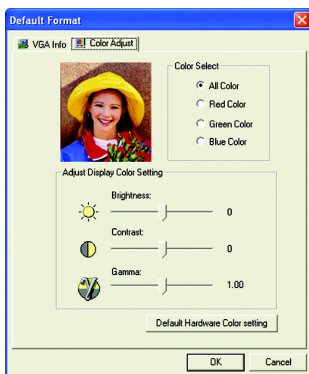 Default Format
VGA Info
Color Adjust
Color Select
All Color
Red Color
Green Color
Blue Color
Adjust Display Color Setting
Brightness:
0
Contrast:
0
Gamma:
1.00
Default Hardware Color setting
OK
Cancel